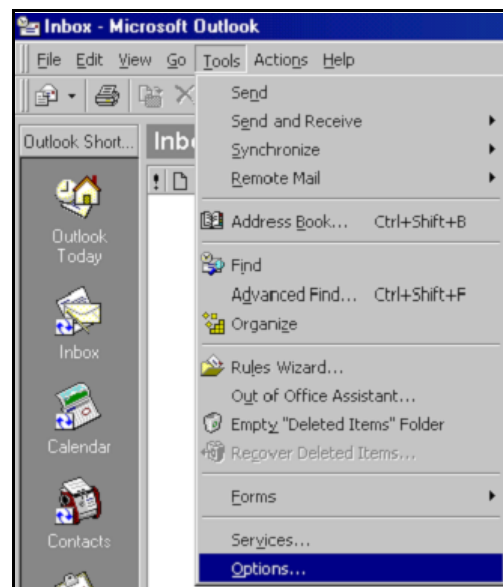 Inbox - Microsoft Outlook
File Edit View Go Tools Actions Help
Outlook Short...
Outlook
Today
Inbox
Calendar
Contacts
Send
Send and Receive
Synchronize
Remote Mail
Address Book... Ctrl+Shift+B
Find
Advanced Find... Ctrl+Shift+F
Organize
Rules Wizard...
Out of Office Assistant...
Empty "Deleted Items" Folder
Recover Deleted Items...
Forms
Services...
Options...